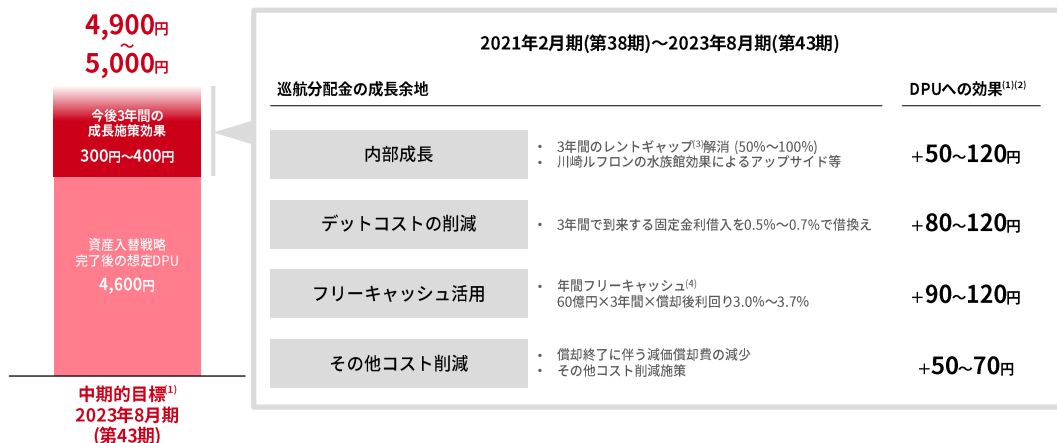 4,900円
～
5,000円
今後3年間の
成長施策効果
300円～400円
資産入替戦略
完了後の想定DPU
4,600円
中期的目標(1)
2023年8月期
(第43期)
2021年2月期(第38期)～2023年8月期(第43期)
巡航分配金の成長余地
DPUへの効果(1)(2)
内部成長
• 3年間のレントギャップ(3)解消 (50%～100%)
• 川崎ルフロンの水族館効果によるアップサイド等
+50～120円
デットコストの削減
• 3年間で到来する固定金利借入を0.5%～0.7%で借換え
+80～120円
フリーキャッシュ活用
• 年間フリーキャッシュ(4)
60億円×3年間×償却後利回り3.0%～3.7%
+90～120円
その他コスト削減
• 償却終了に伴う減価償却費の減少
• その他コスト削減施策
+50～70円